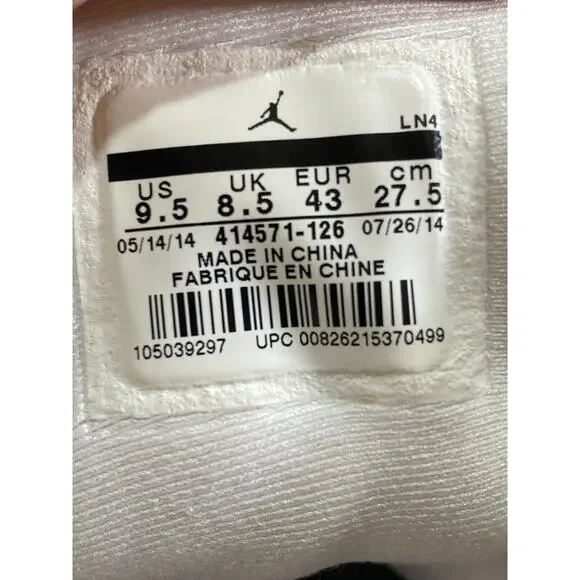 LN4
US UK EUR cm
9.5 8.5 43 27.5
05/14/14 414571-126 07/26/14
MADE IN CHINA
FABRIQUE EN CHINE
105039297 UPC 00826215370499